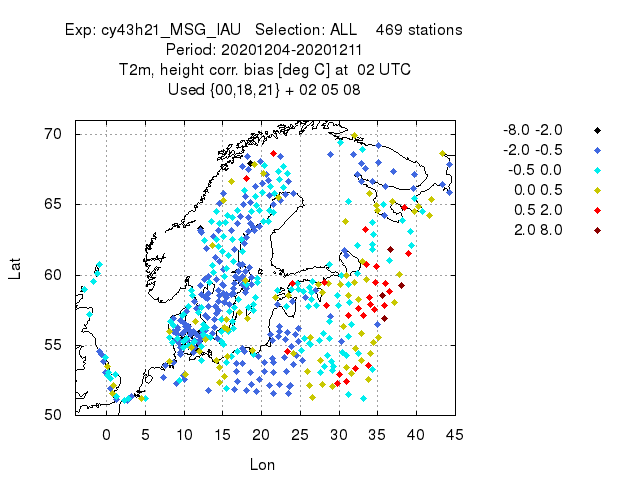 Exp: cy43h21_MSG_IAU Selection: ALL 469 stations
Period: 20201204-20201211
T2m, height corr. bias [deg C] at 02 UTC
Used {00,18,21} + 02 05 08
70
65
60
55
50
Lat
0 5 10 15 20 25 30 35 40 45
Lon
-8.0 -2.0
-2.0 -0.5
-0.5 0.0
0.0 0.5
0.5 2.0
2.0 8.0